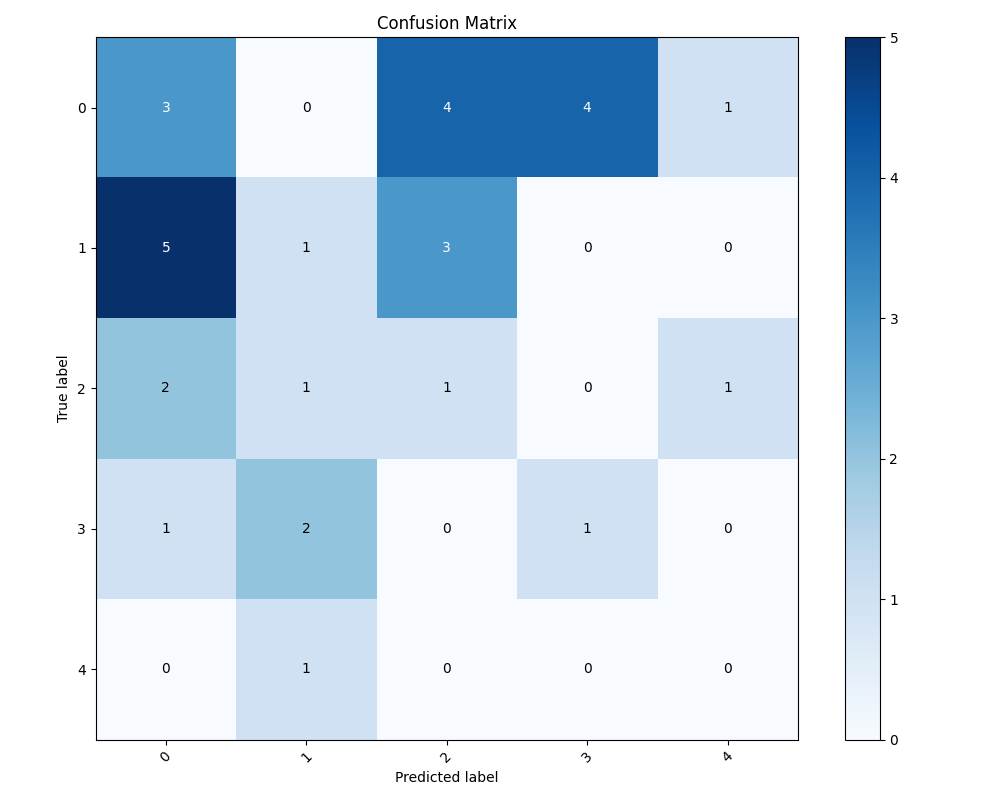 Confusion Matrix
0 3 0 4 4 1
1 5 1 3 0 0
2 2 1 1 0 1
3 1 2 0 1 0
4 0 1 0 0 0
True label
0 1 2 3 4
Predicted label
5
4
3
2
1
0